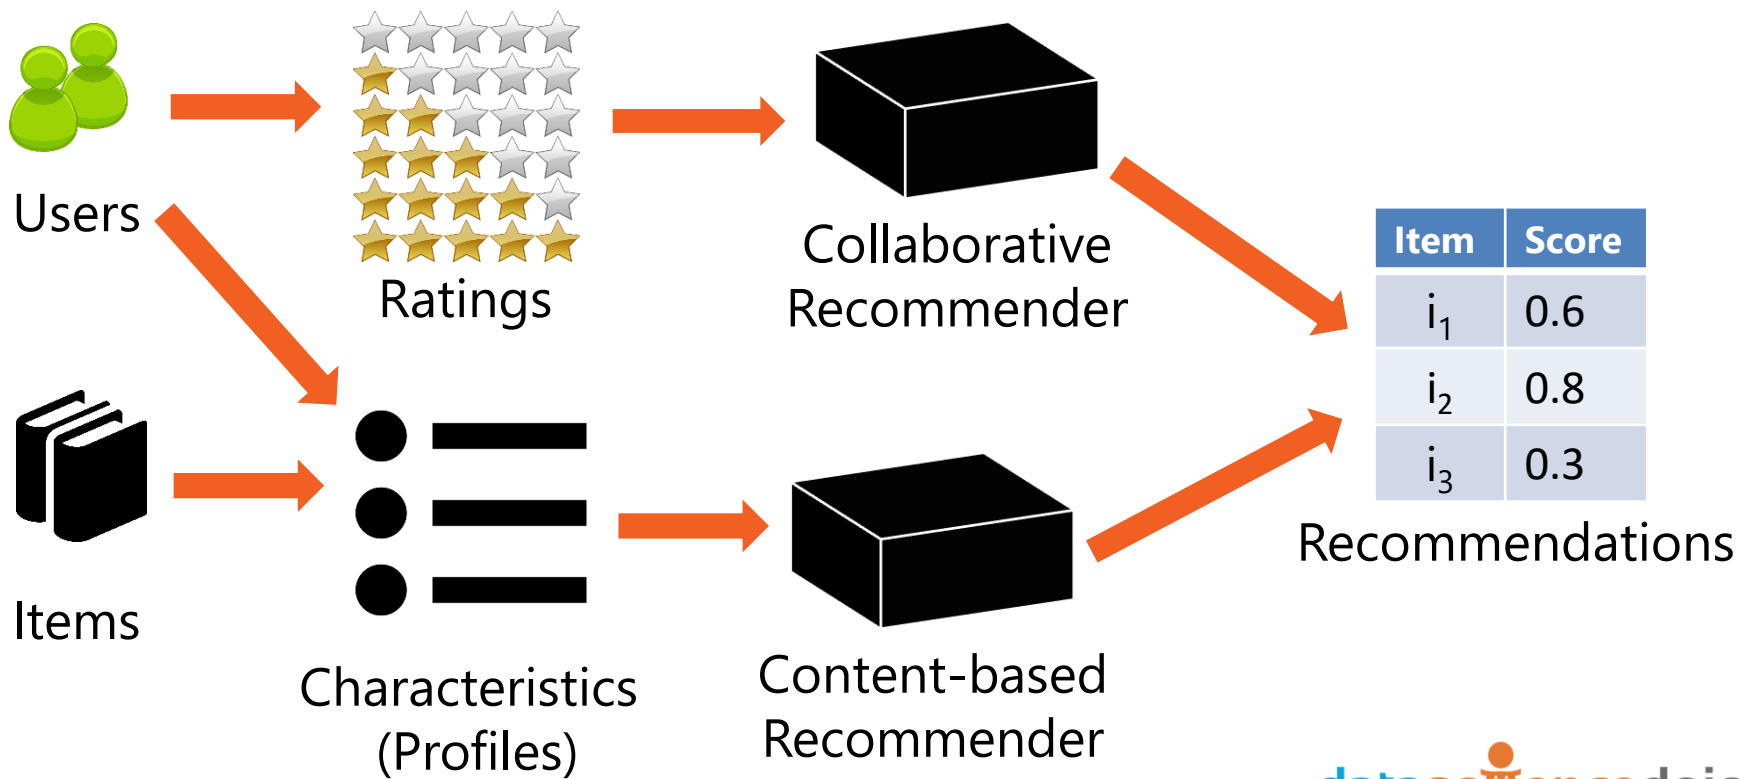 Users
Ratings
Collaborative
Recommender
Item Score
i₁ 0.6
i₂ 0.8
i₃ 0.3
Recommendations
Items
Characteristics
(Profiles)
Content-based
Recommender